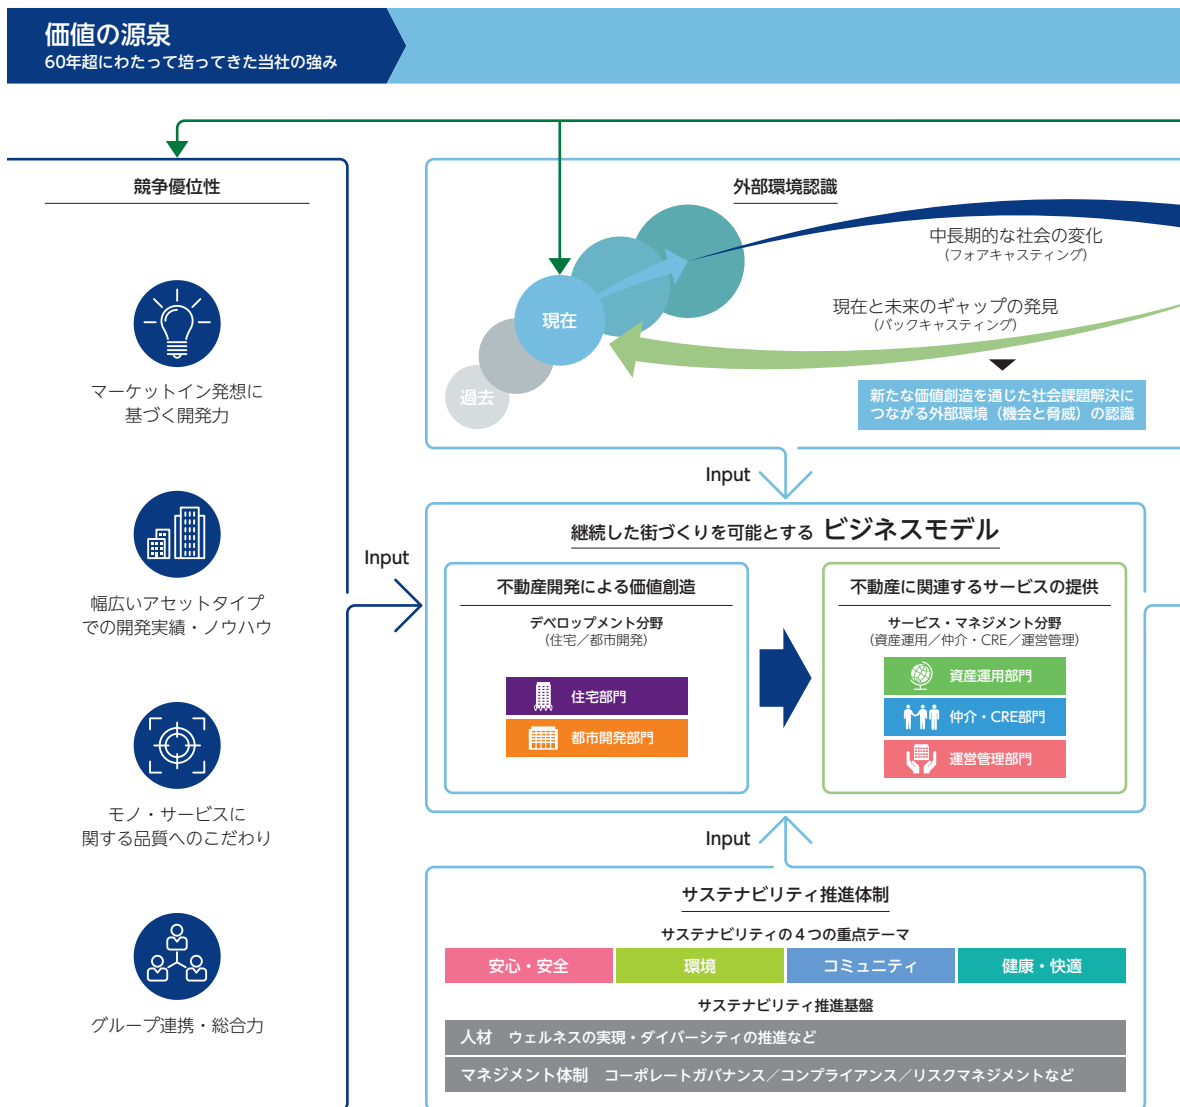 価値の源泉
60年超にわたって培ってきた当社の強み
競争優位性
マーケットイン発想に
基づく開発力
幅広いアセットタイプ
での開発実績・ノウハウ
モノ・サービスに
関する品質へのこだわり
グループ連携・総合力
Input
外部環境認識
中長期的な社会の変化
（フォアキャスティング）
現在と未来のギャップの発見
（バックキャスティング）
現在
過去
新たな価値創造を通じた社会課題解決に
つながる外部環境（機会と脅威）の認識
Input
継続した街づくりを可能とする ビジネスモデル
不動産開発による価値創造
デベロップメント分野
（住宅／都市開発）
住宅部門
都市開発部門
不動産に関連するサービスの提供
サービス・マネジメント分野
（資産運用／仲介・CRE／運営管理）
資産運用部門
仲介・CRE部門
運営管理部門
Input
サステナビリティ推進体制
サステナビリティの4つの重点テーマ
安心・安全
環境
コミュニティ
健康・快適
サステナビリティ推進基盤
人材 ウェルネスの実現・ダイバーシティの推進など
マネジメント体制 コーポレートガバナンス／コンプライアンス／リスクマネジメントなど